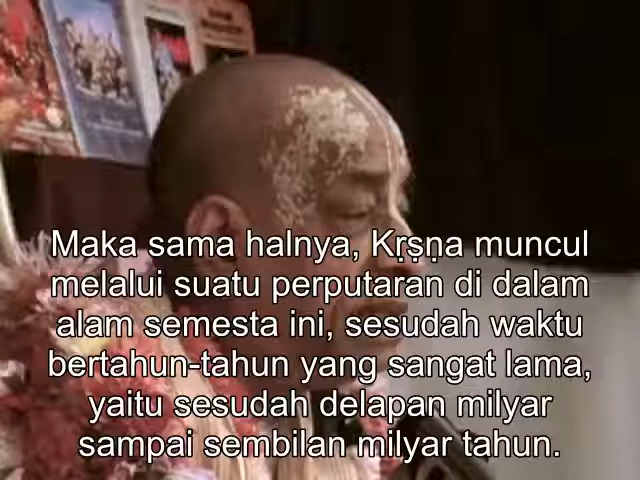 Maka sama halnya, Kṛṣṇa muncul
melalui suatu perputaran di dalam
alam semesta ini, sesudah waktu
bertahun-tahun yang sangat lama,
yaitu sesudah delapan milyar
sampai sembilan milyar tahun.